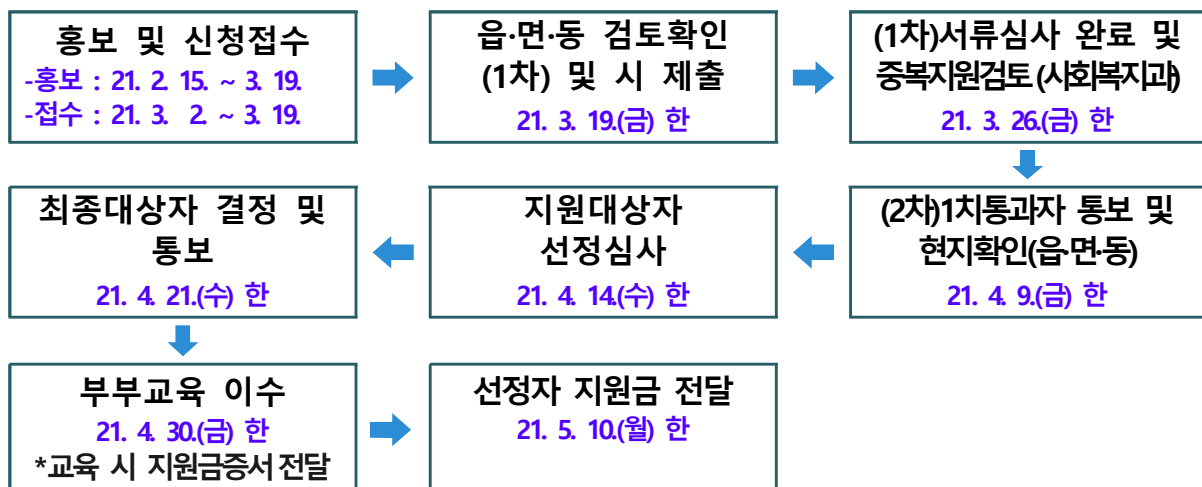 홍보 및 신청접수
-홍보 : 21. 2. 15. ~ 3. 19.
-접수 : 21. 3. 2. ~ 3. 19.
읍·면·동 검토확인
(1차) 및 시 제출
21. 3. 19.(금) 한
(1차)서류심사 완료 및
중복지원검토(사회복지과)
21. 3. 26.(금) 한
최종대상자 결정 및
통보
21. 4. 21.(수) 한
지원대상자
선정심사
21. 4. 14.(수) 한
(2차)1치통과자 통보 및
현지확인(읍·면·동)
21. 4. 9.(금) 한
부부교육 이수
21. 4. 30.(금) 한
*교육 시 지원금증서 전달
선정자 지원금 전달
21. 5. 10.(월) 한